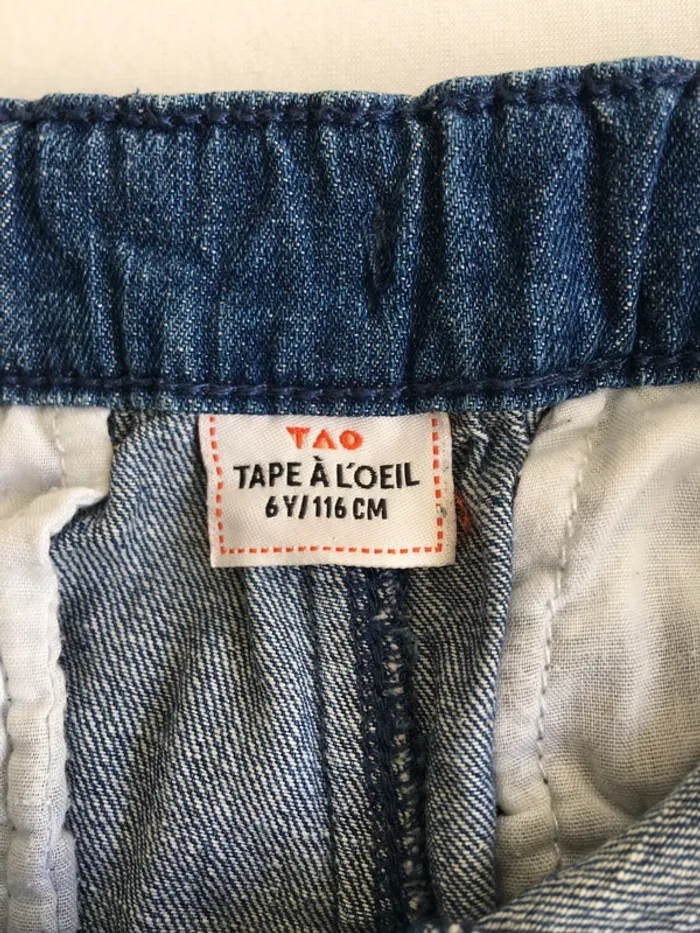 TAO
TAPE À L'OEIL
6 Y/116 CM